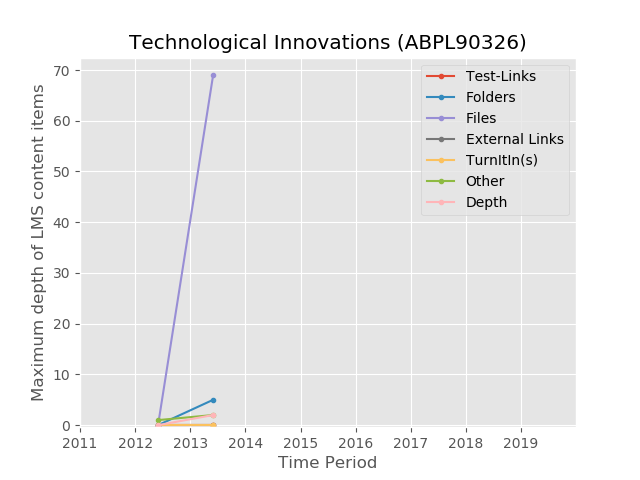 Technological Innovations (ABPL90326)
Maximum depth of LMS content items
70
60
50
40
30
20
10
0
Test-Links
Folders
Files
External Links
TurnItIn(s)
Other
Depth
2011 2012 2013 2014 2015 2016 2017 2018 2019
Time Period